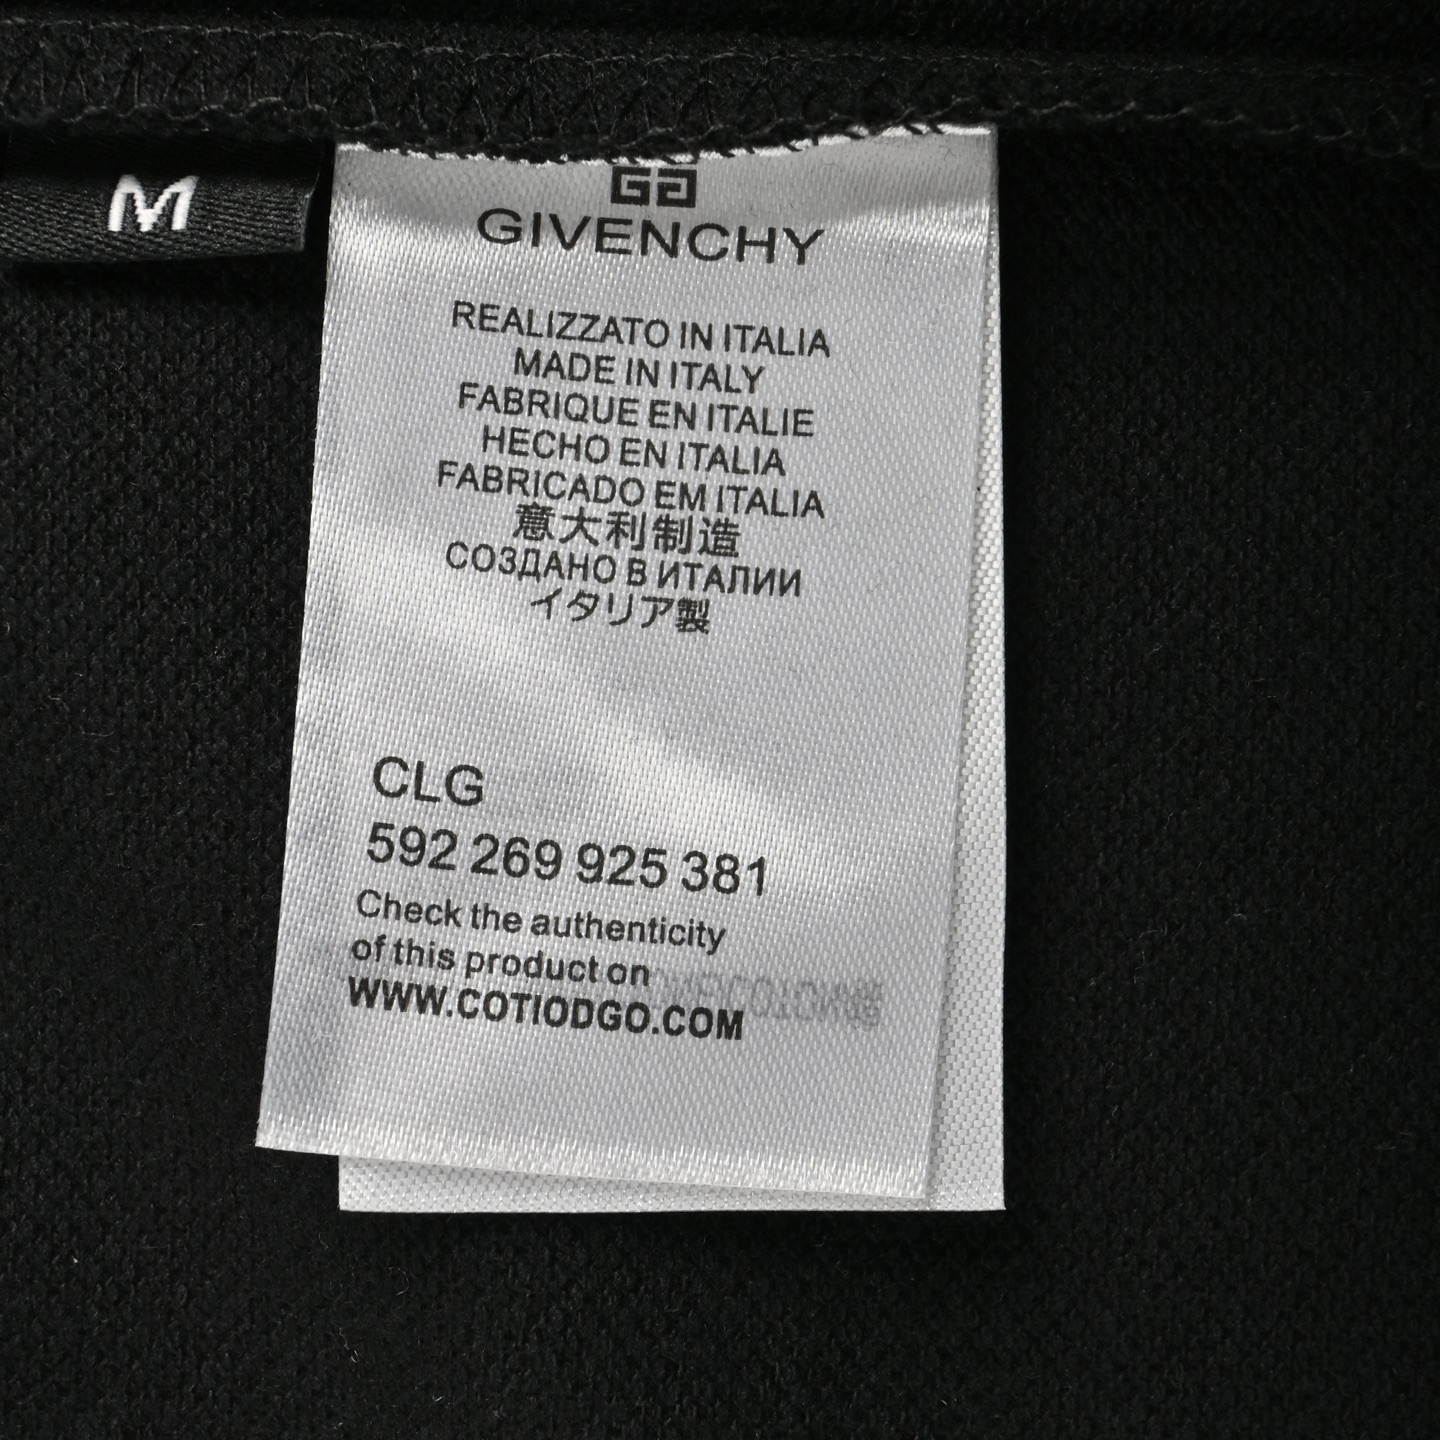 M
GIVENCHY
REALIZZATO IN ITALIA
MADE IN ITALY
FABRIQUE EN ITALIE
HECHO EN ITALIA
FABRICADO EM ITALIA
意大利制造
СОЗДАНО В ИТАЛИИ
イタリア製
CLG
592 269 925 381
Check the authenticity
of this product on
WWW.COTIODGO.COM